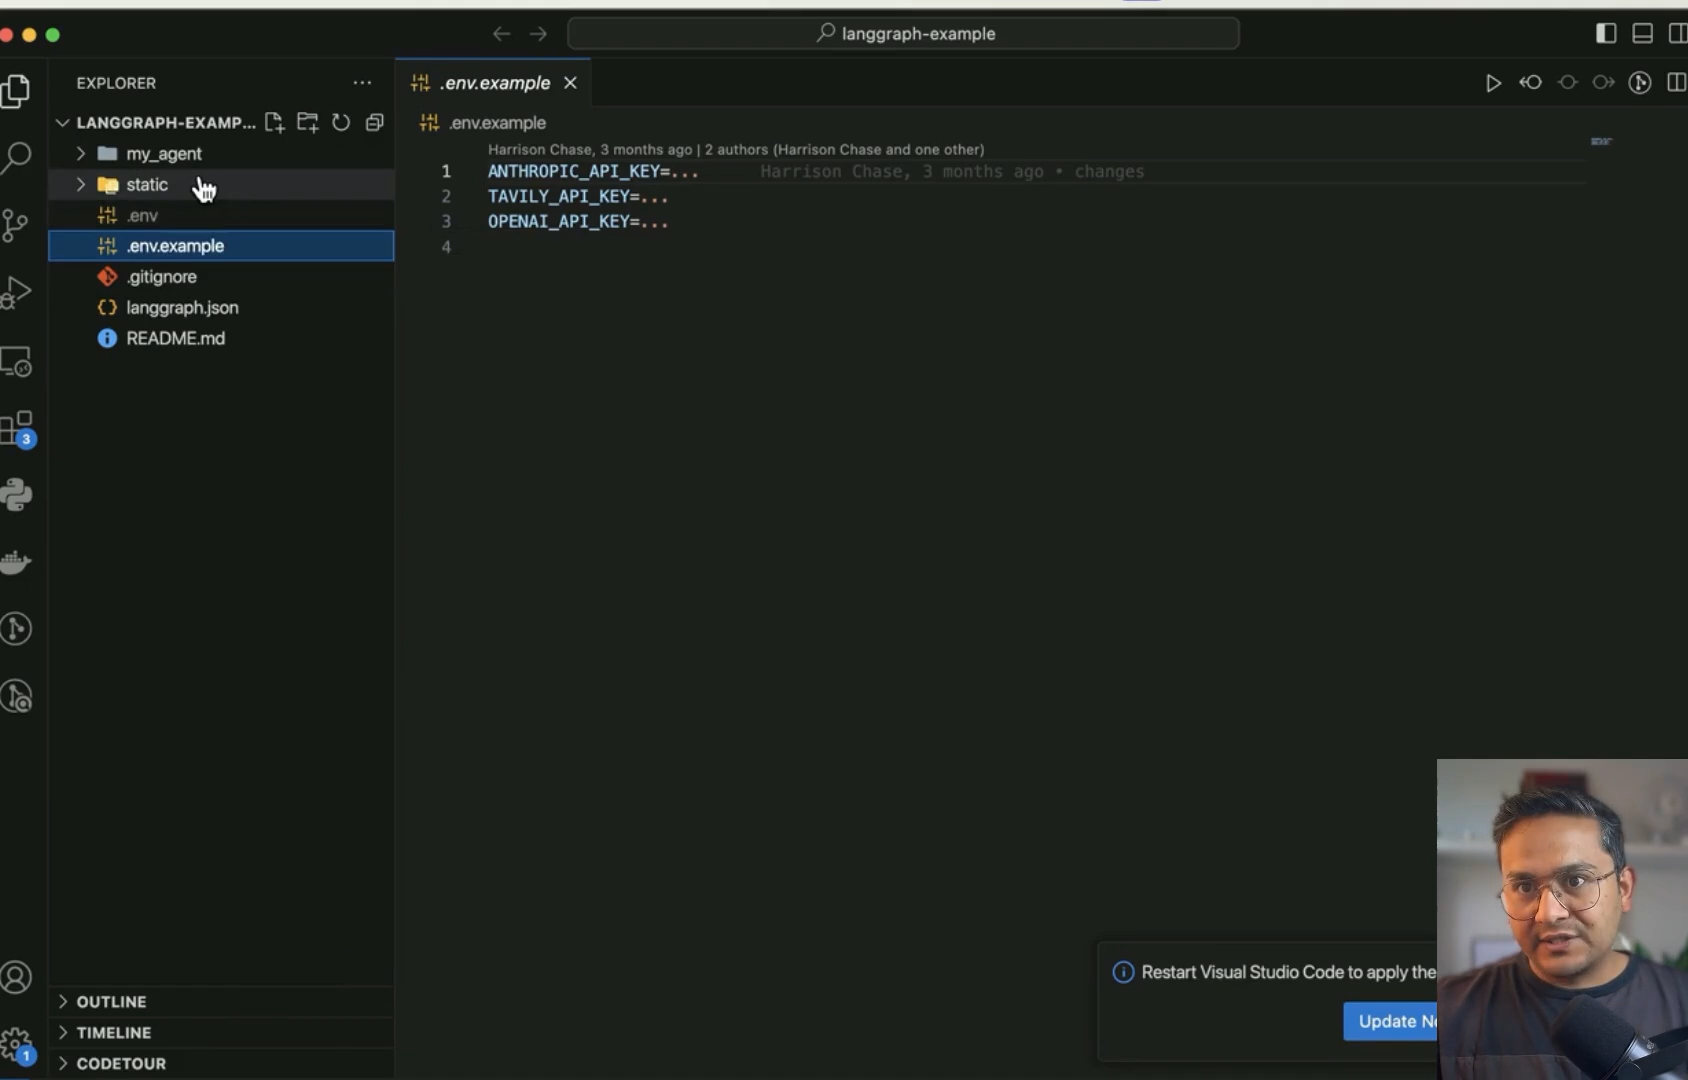 langgraph-example
EXPLORER
.env.example
LANGGRAPH-EXAMP...
my_agent
static
.env
.env.example
.gitignore
langgraph.json
README.md
.env.example
Harrison Chase, 3 months ago | 2 authors (Harrison Chase and one other)
1 ANTHROPIC_API_KEY=... Harrison Chase, 3 months ago • changes
2 TAVILY_API_KEY=...
3 OPENAI_API_KEY=...
4
3
Restart Visual Studio Code to apply the
Update
OUTLINE
TIMELINE
CODETOUR
1